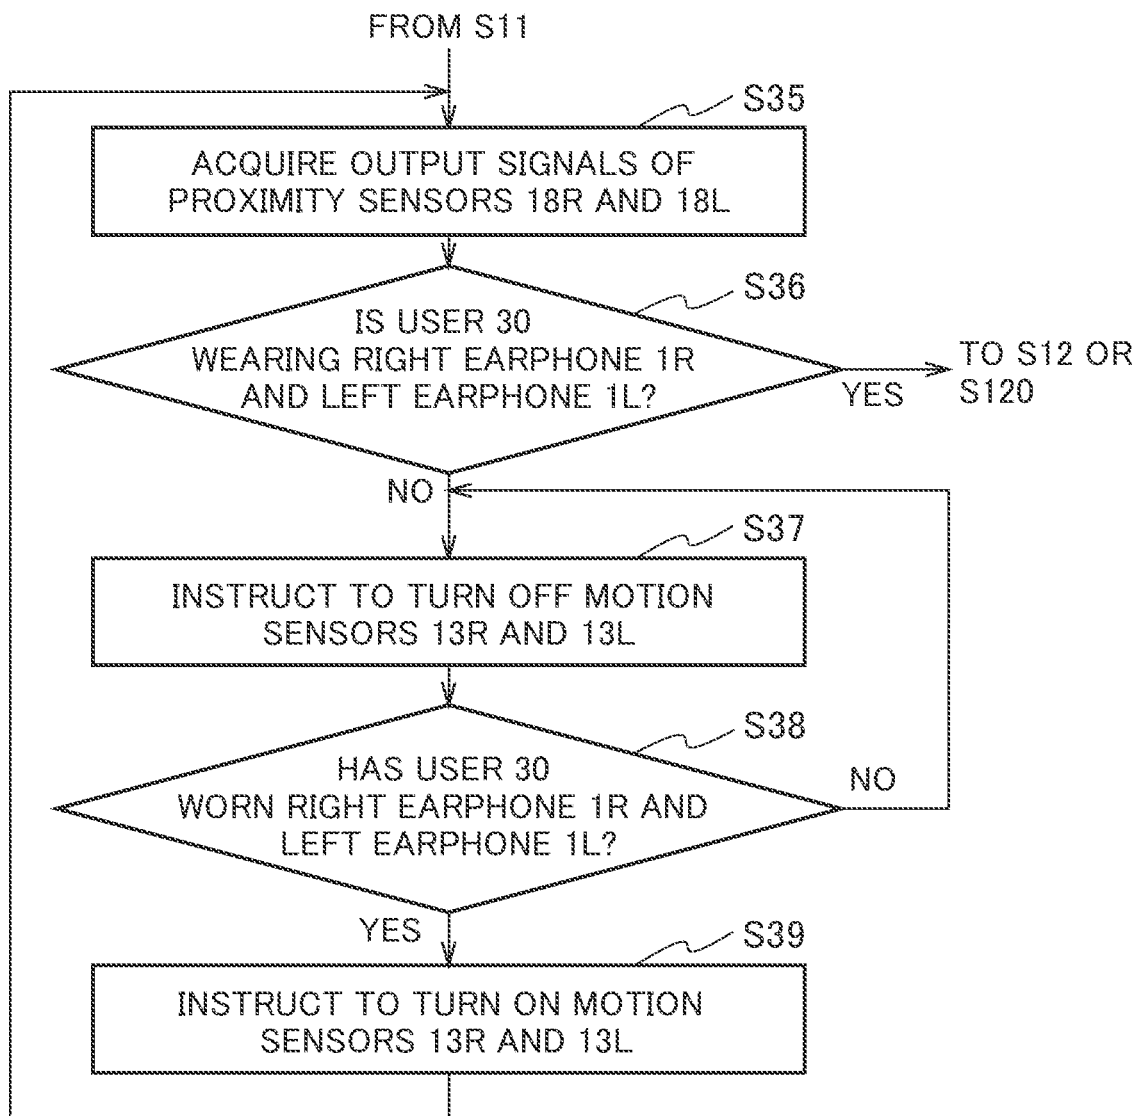 FROM S11
S35
ACQUIRE OUTPUT SIGNALS OF
PROXIMITY SENSORS 18R AND 18L
S36
IS USER 30
WEARING RIGHT EARPHONE 1R
AND LEFT EARPHONE 1L?
YES
TO S12 OR
S120
NO
S37
INSTRUCT TO TURN OFF MOTION
SENSORS 13R AND 13L
S38
HAS USER 30
WORN RIGHT EARPHONE 1R AND
LEFT EARPHONE 1L?
NO
YES
S39
INSTRUCT TO TURN ON MOTION
SENSORS 13R AND 13L